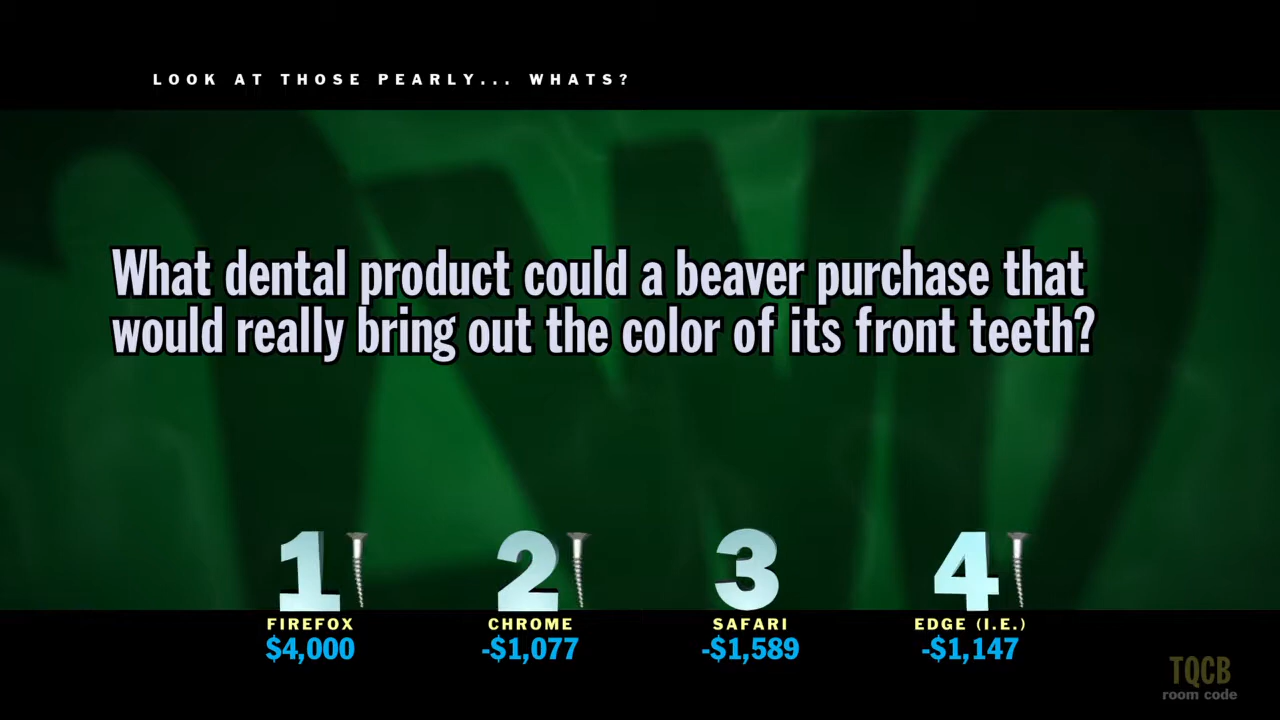 LOOK AT THOSE PEARLY... WHATS?
What dental product could a beaver purchase that
would really bring out the color of its front teeth?
1 2 3 4
FIREFOX CHROME SAFARI EDGE (I.E.)
$4,000 -$1,077 -$1,589 -$1,147
TQCB
room code